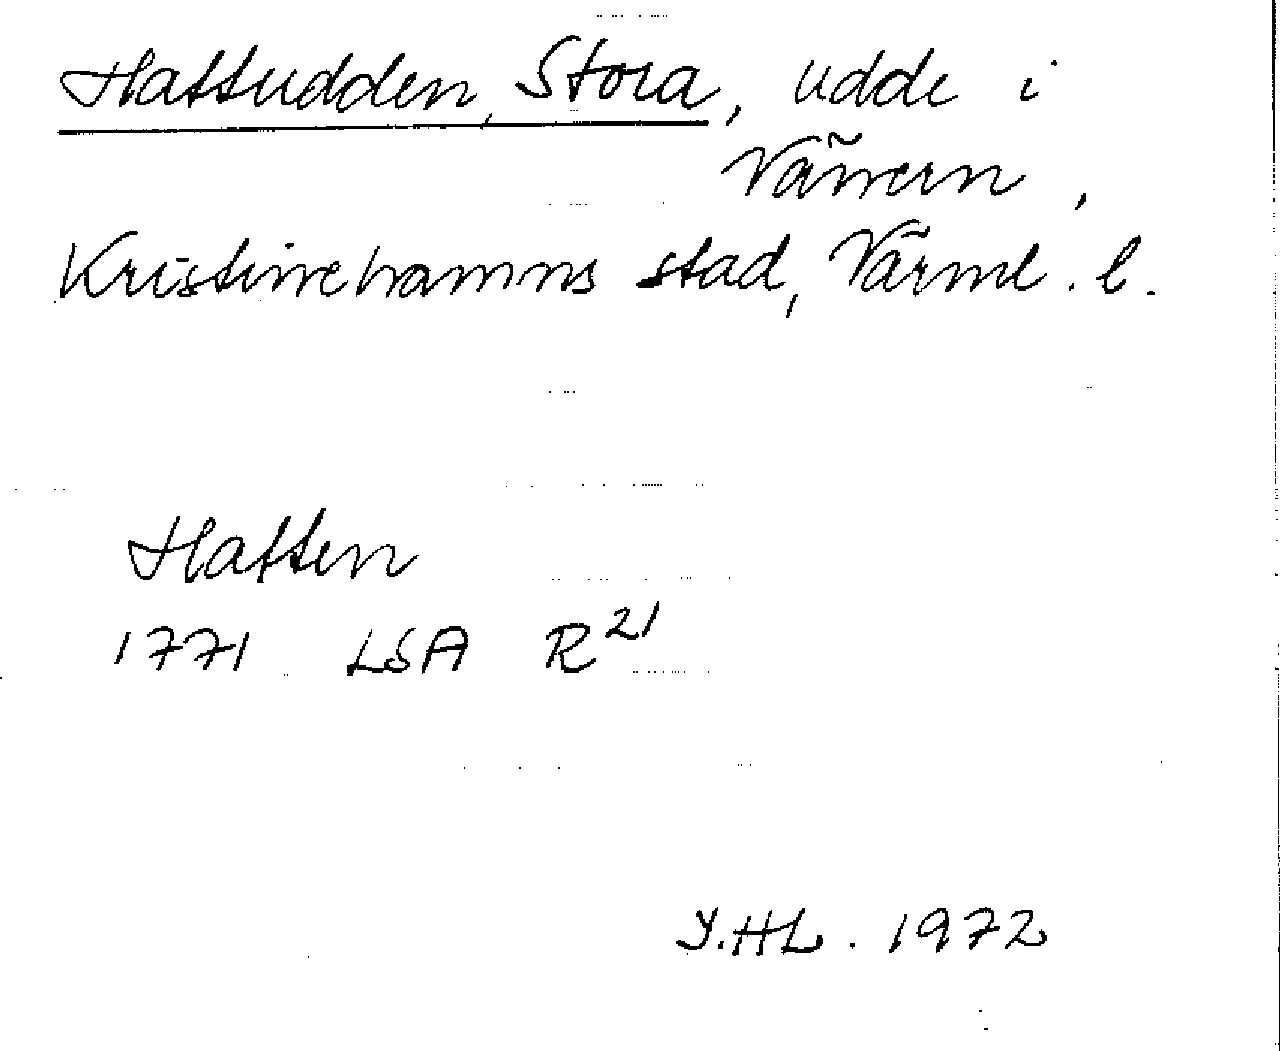 Hattudden, Stora, udde i
Vänern,
Kristinehamns stad, Värml. l.
Hatten
1771 LSA R21
Y.HL. 1972